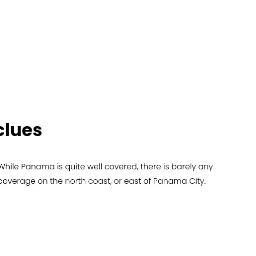 clues
While Panama is quite well covered, there is barely any
coverage on the north coast, or east of Panama City.